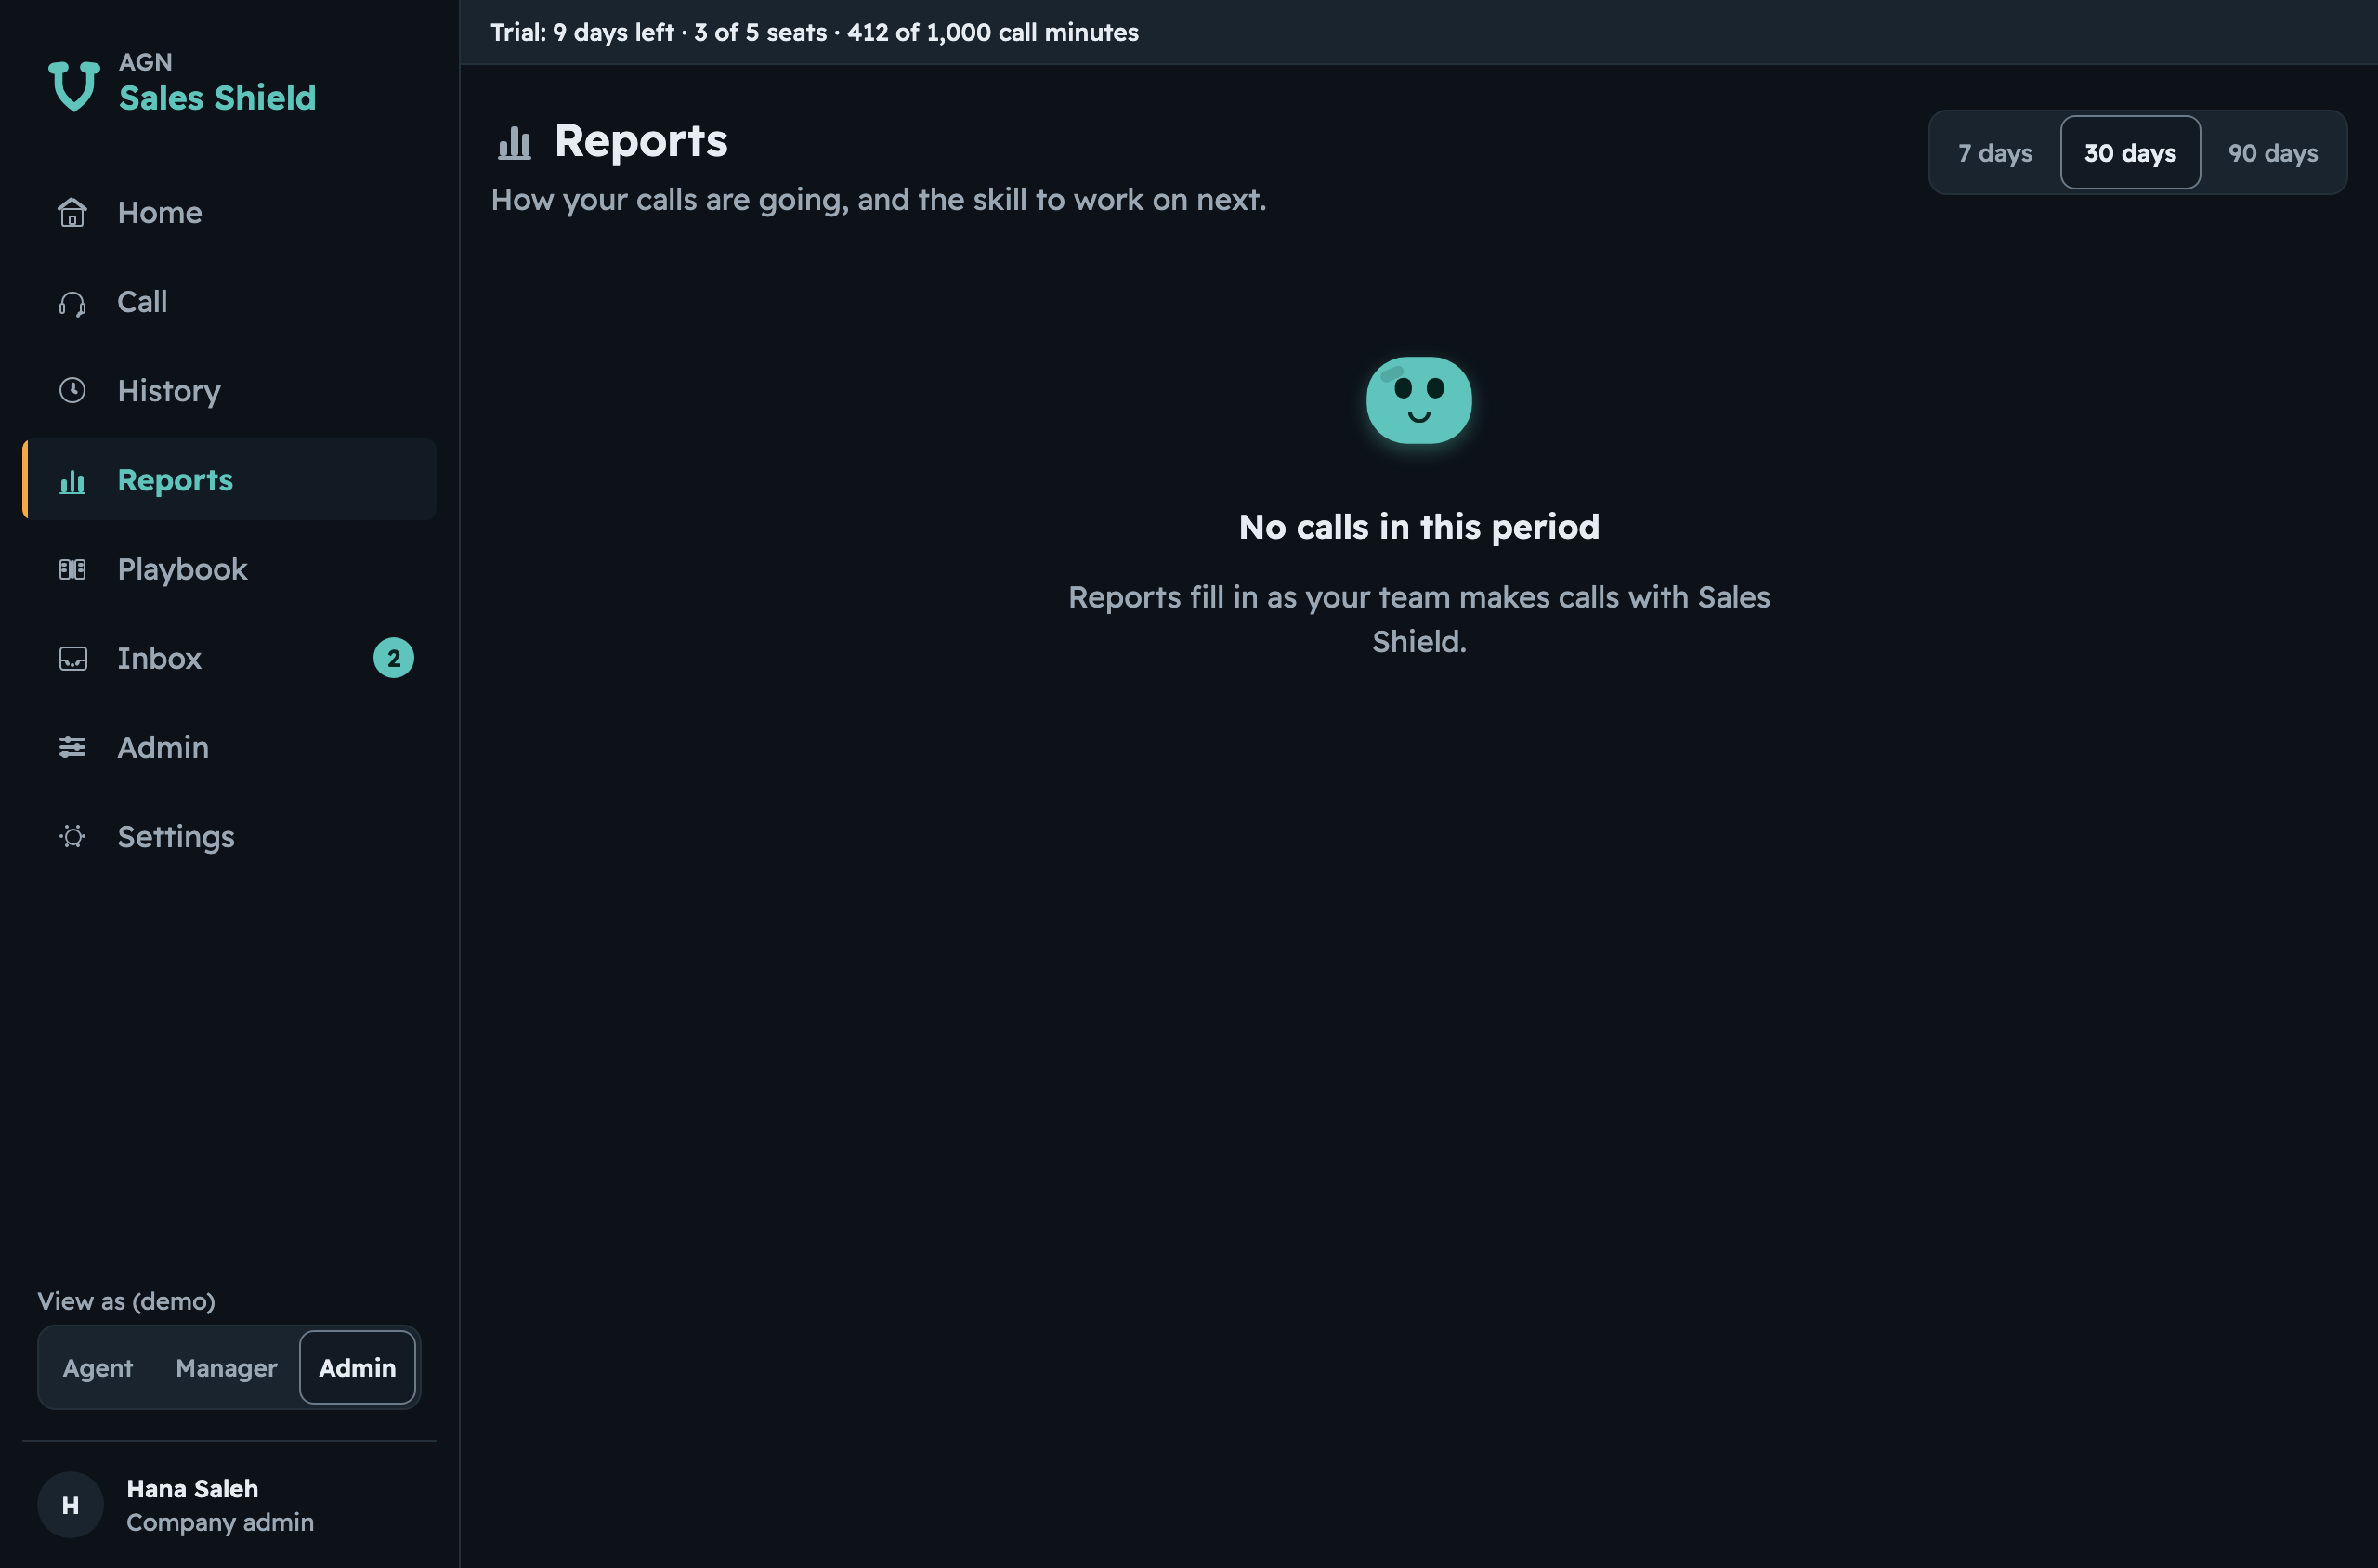 AGN
Sales Shield
Home
Call
History
Reports
Playbook
Inbox
2
Admin
Settings
View as (demo)
Agent
Manager
Admin
H
Hana Saleh
Company admin
Trial: 9 days left · 3 of 5 seats · 412 of 1,000 call minutes
Reports
How your calls are going, and the skill to work on next.
7 days
30 days
90 days
No calls in this period
Reports fill in as your team makes calls with Sales
Shield.